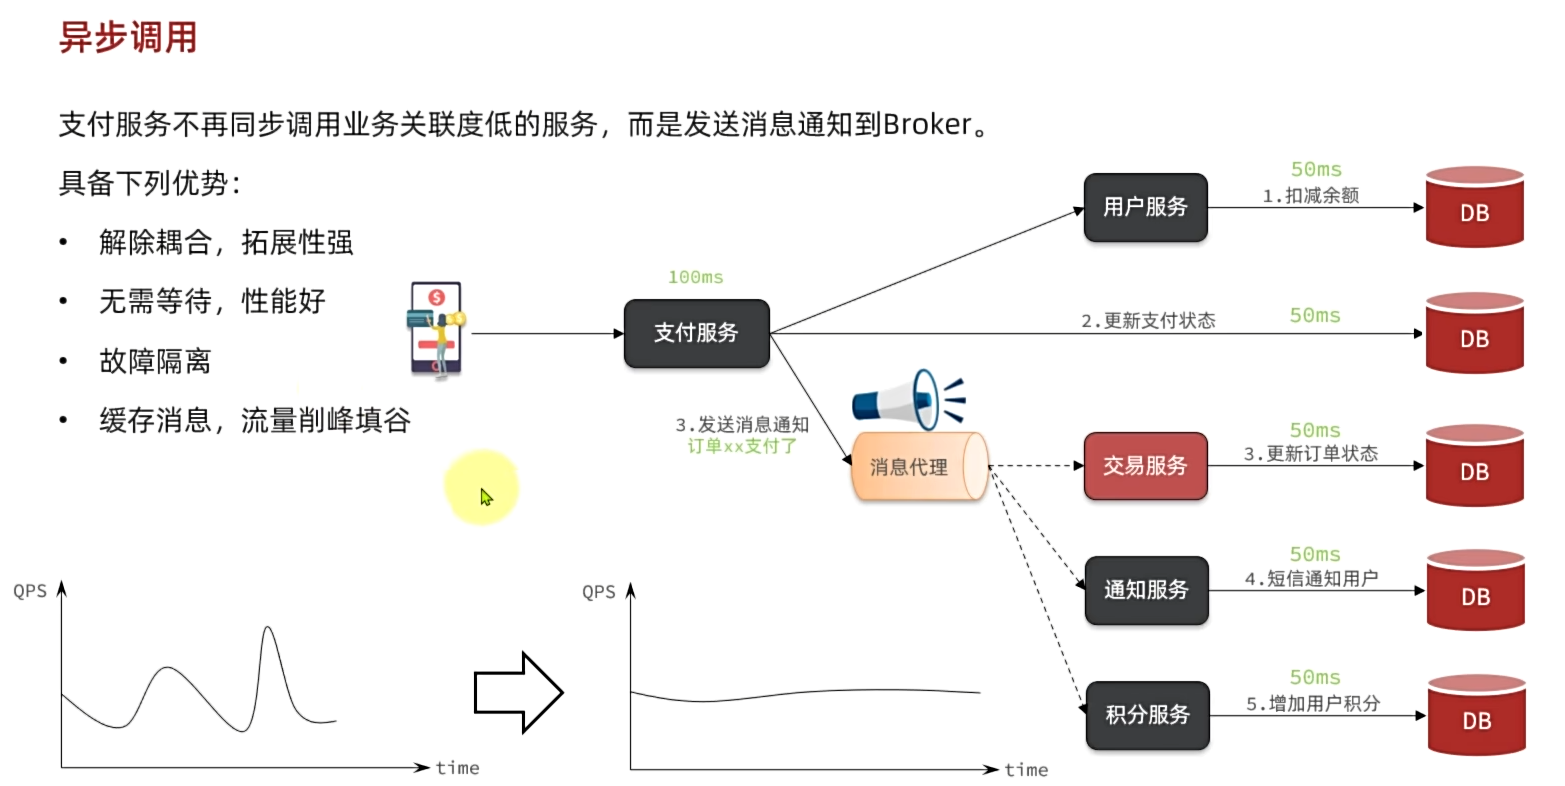 异步调用
支付服务不再同步调用业务关联度低的服务，而是发送消息通知到Broker。
具备下列优势：
• 解除耦合，拓展性强
• 无需等待，性能好
• 故障隔离
• 缓存消息，流量削峰填谷
$
100ms
支付服务
用户服务
50ms
1.扣减余额
DB
2.更新支付状态
50ms
DB
3.发送消息通知
订单xx支付了
消息代理
交易服务
50ms
3.更新订单状态
DB
通知服务
50ms
4.短信通知用户
DB
积分服务
50ms
5.增加用户积分
DB
QPS
time
QPS
time